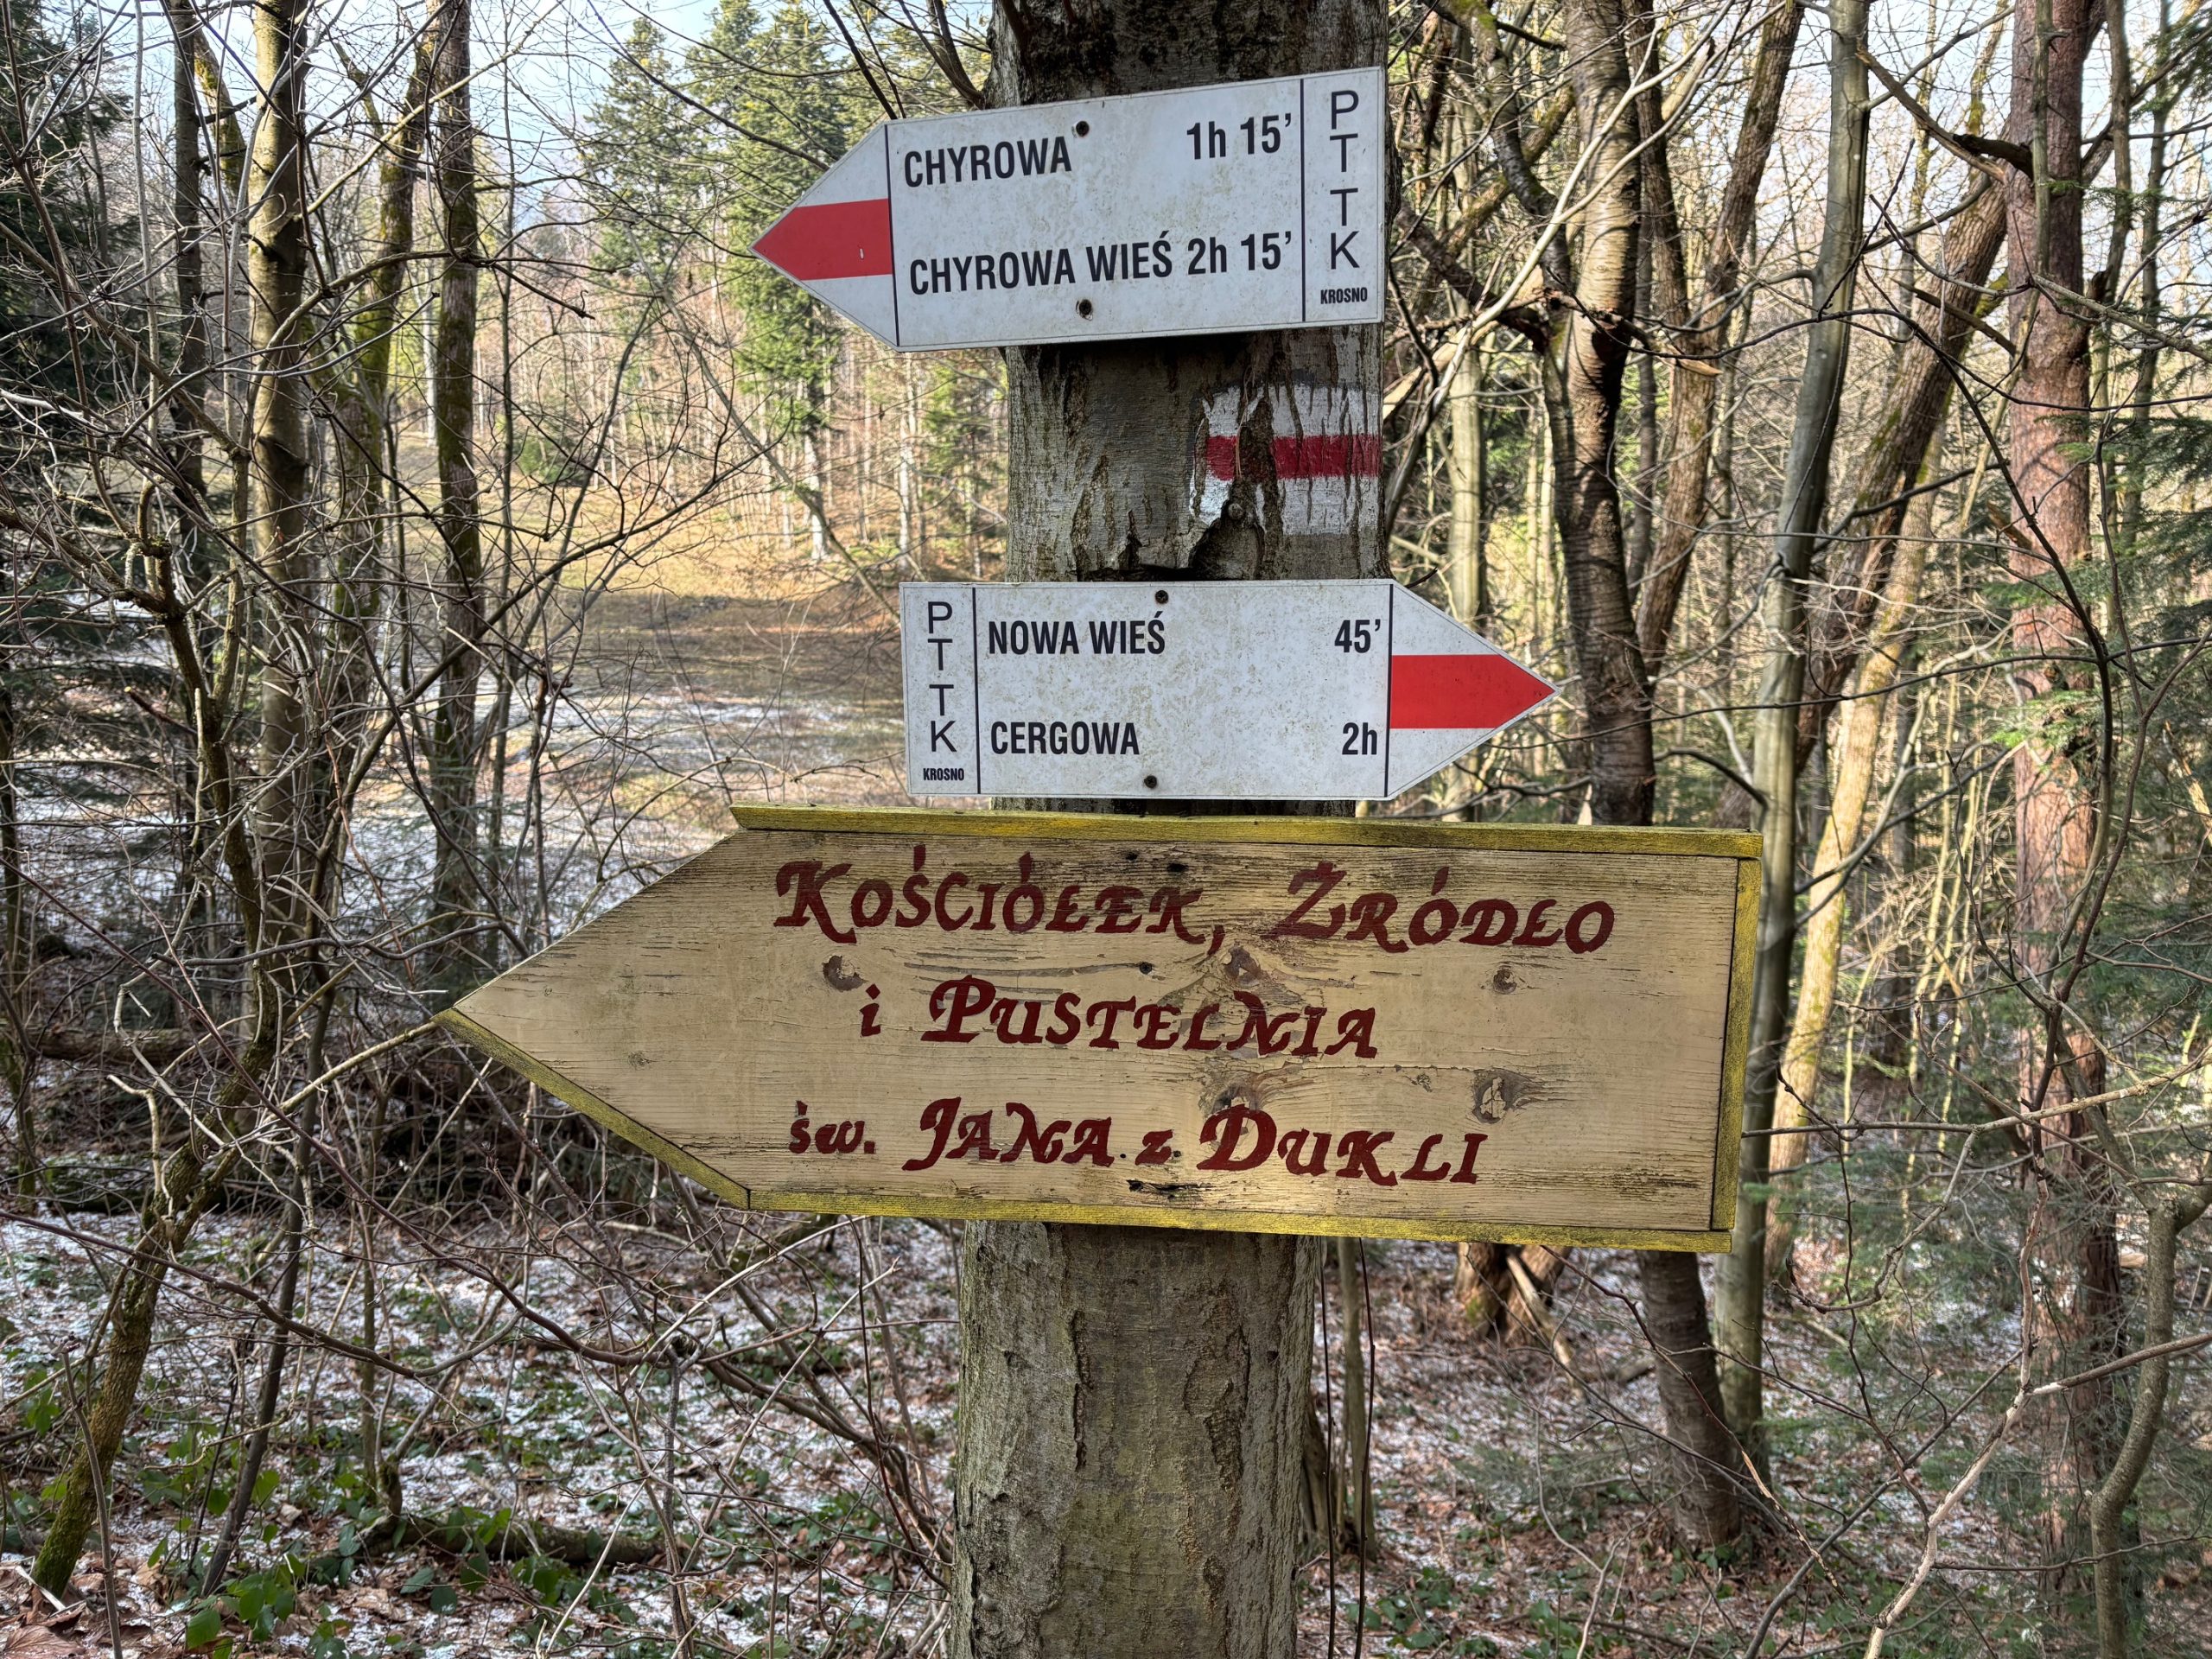 CHYROWA 1h 15'
CHYROWA WIEŚ 2h 15'
PTTK
KROSNO
PTTK
KROSNO
NOWA WIEŚ 45'
CERGOWA 2h
KOŚCIÓŁEK, ŹRÓDŁO
i PUSTELNIA
św. JANA z DUKLI